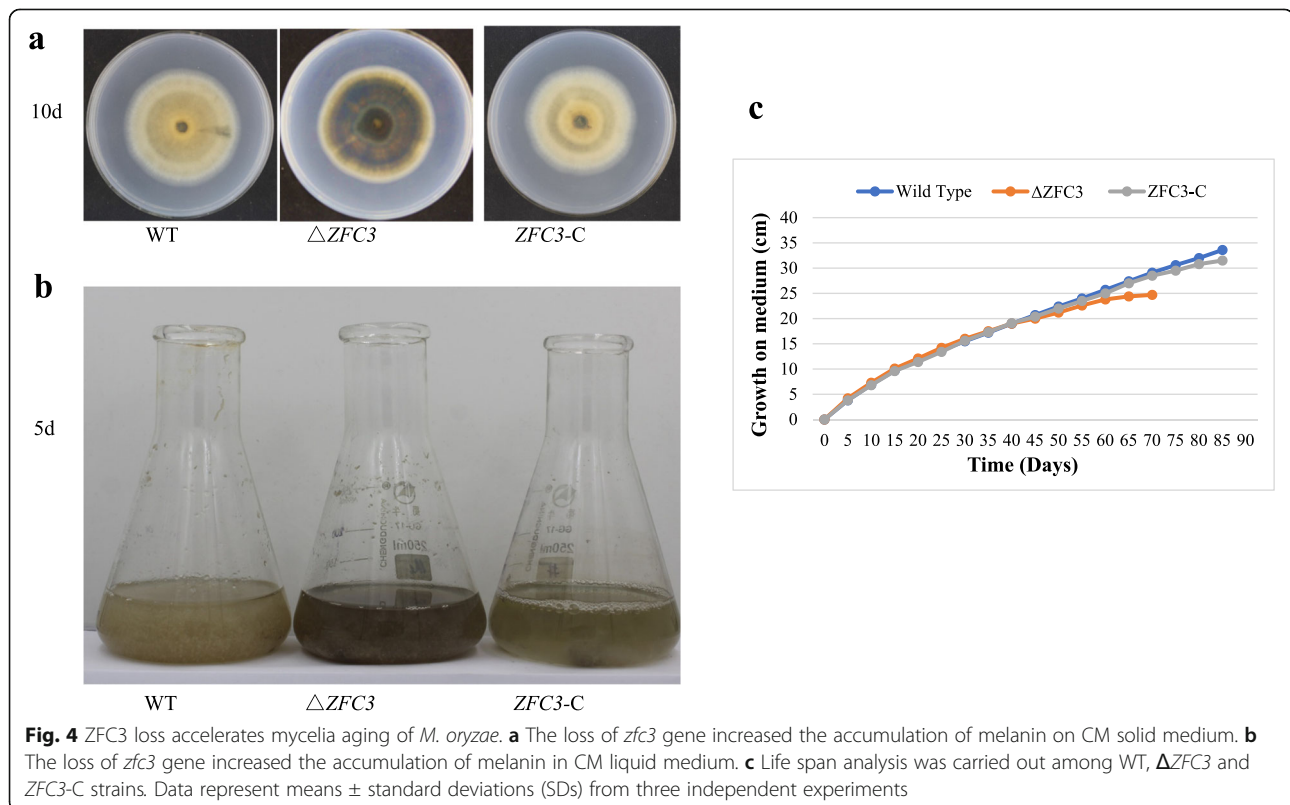 a
10d
WT
△ZFC3
ZFC3-C
b
5d
GG-17
250ml
250ml
WT
△ZFC3
ZFC3-C
c
Wild Type
ΔZFC3
ZFC3-C
Growth on medium (cm)
40
35
30
25
20
15
10
5
0
0 5 10 15 20 25 30 35 40 45 50 55 60 65 70 75 80 85 90
Time (Days)
Fig. 4 ZFC3 loss accelerates mycelia aging of M. oryzae. a The loss of zfc3 gene increased the accumulation of melanin on CM solid medium. b
The loss of zfc3 gene increased the accumulation of melanin in CM liquid medium. c Life span analysis was carried out among WT, ΔZFC3 and
ZFC3-C strains. Data represent means ± standard deviations (SDs) from three independent experiments